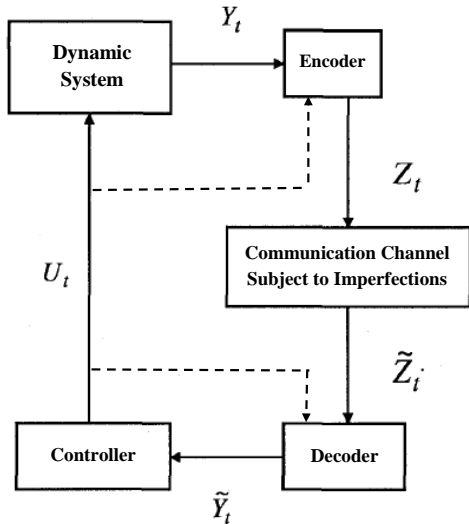 Y_t
Dynamic
System
Encoder
Z_t
Communication Channel
Subject to Imperfections
U_t
Z̃_t
Controller
Decoder
Ỹ_t